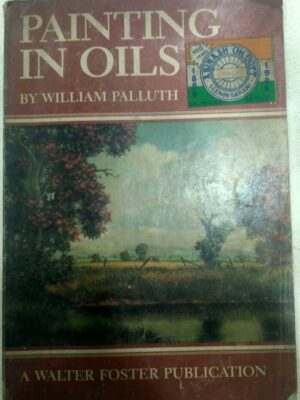 PAINTING
IN OILS
BY WILLIAM PALLUTH
A WALTER FOSTER PUBLICATION